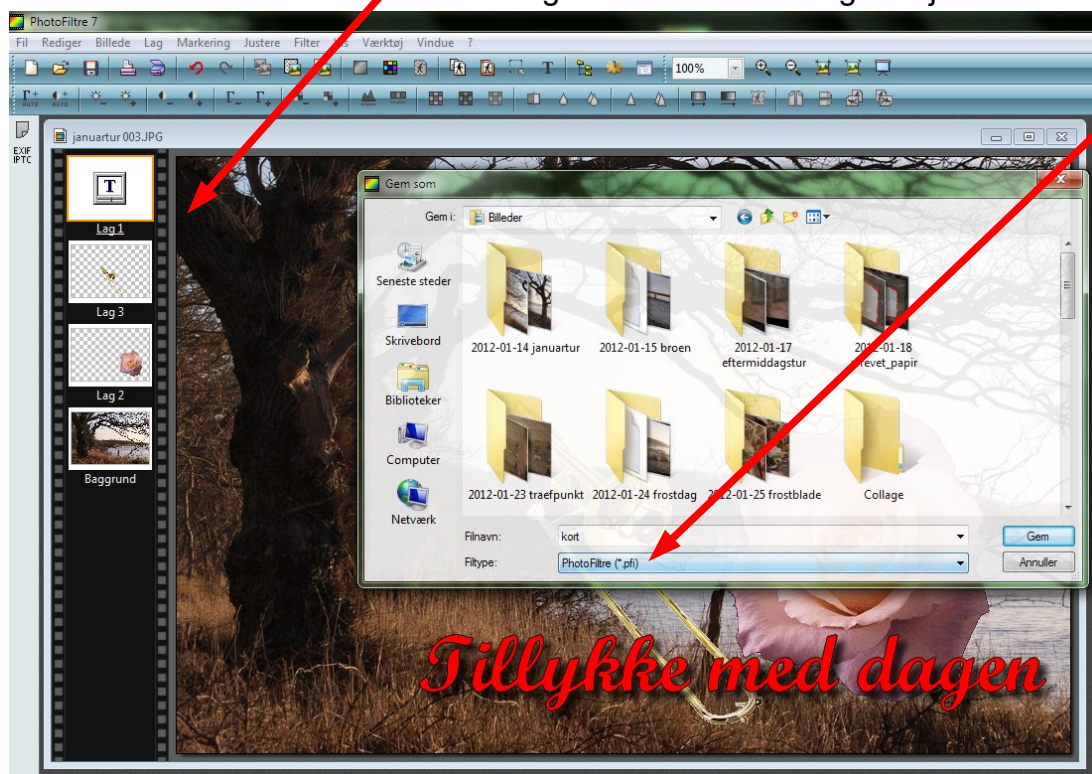 PhotoFiltre 7
Fil Rediger Billede Lag Markering Justere Filter Værktøj Vindue ?
T 100%
AUTO AUTO
EXIF
IPTC
januartur 003.JPG
T
Lag 1
Lag 3
Lag 2
Baggrund
Gem som
Gem i: Billeder
Seneste steder
Skrivebord
Biblioteker
Computer
Netværk
2012-01-14 januartur 2012-01-15 broen 2012-01-17 eftermiddagstur 2012-01-18
2012-01-23 traefpunkt 2012-01-24 frostdag 2012-01-25 frostblade Collage
Filnavn: kort Gem
Filtype: PhotoFiltre (*.pfi) Annuller
Tillykke med dagen